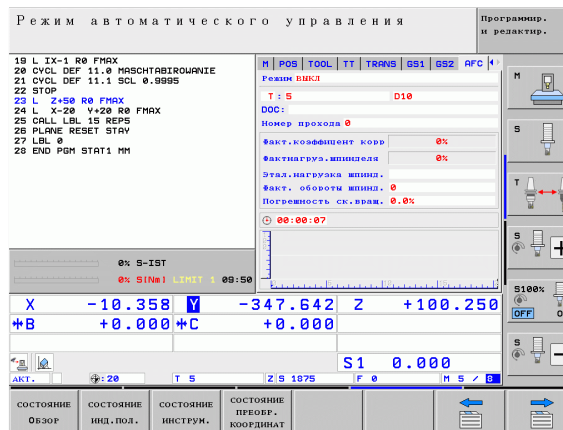 Режим автоматического управления
Программир.
и редактир.
19 L IX-1 R0 FMAX
20 CYCL DEF 11.0 MASCHTABIROWANIE
21 CYCL DEF 11.1 SCL 0.9995
22 STOP
23 L Z+50 R0 FMAX
24 L X-20 Y+20 R0 FMAX
25 CALL LBL 15 REP5
26 PLANE RESET STAY
27 LBL 0
28 END PGM STAT1 MM
M POS TOOL TT TRANS GS1 GS2 AFC
Режим ВЫКЛ
T : 5 D10
DOC:
Номер прохода 0
Факт.коэффициент корр 0%
Фактнагруз.шпинделя 0%
Этал.нагрузка шпинд.
Факт. обороты шпинд. 0
Погрешность ск.вращ. 0.0%
00:00:07
0% S-IST
0% S[Nm] LIMIT 1 09:50
X -10.358 Y -347.642 Z +100.250
B +0.000 C +0.000
S1 0.000
АКТ. :20 T 5 Z S 1875 F 0 M 5 / 8
M
S
T
S
S100%
OFF
S
СОСТОЯНИЕ
ОБЗОР
СОСТОЯНИЕ
ИНД.ПОЛ.
СОСТОЯНИЕ
ИНСТРУМ.
СОСТОЯНИЕ
ПРЕОБР.
КООРДИНАТ